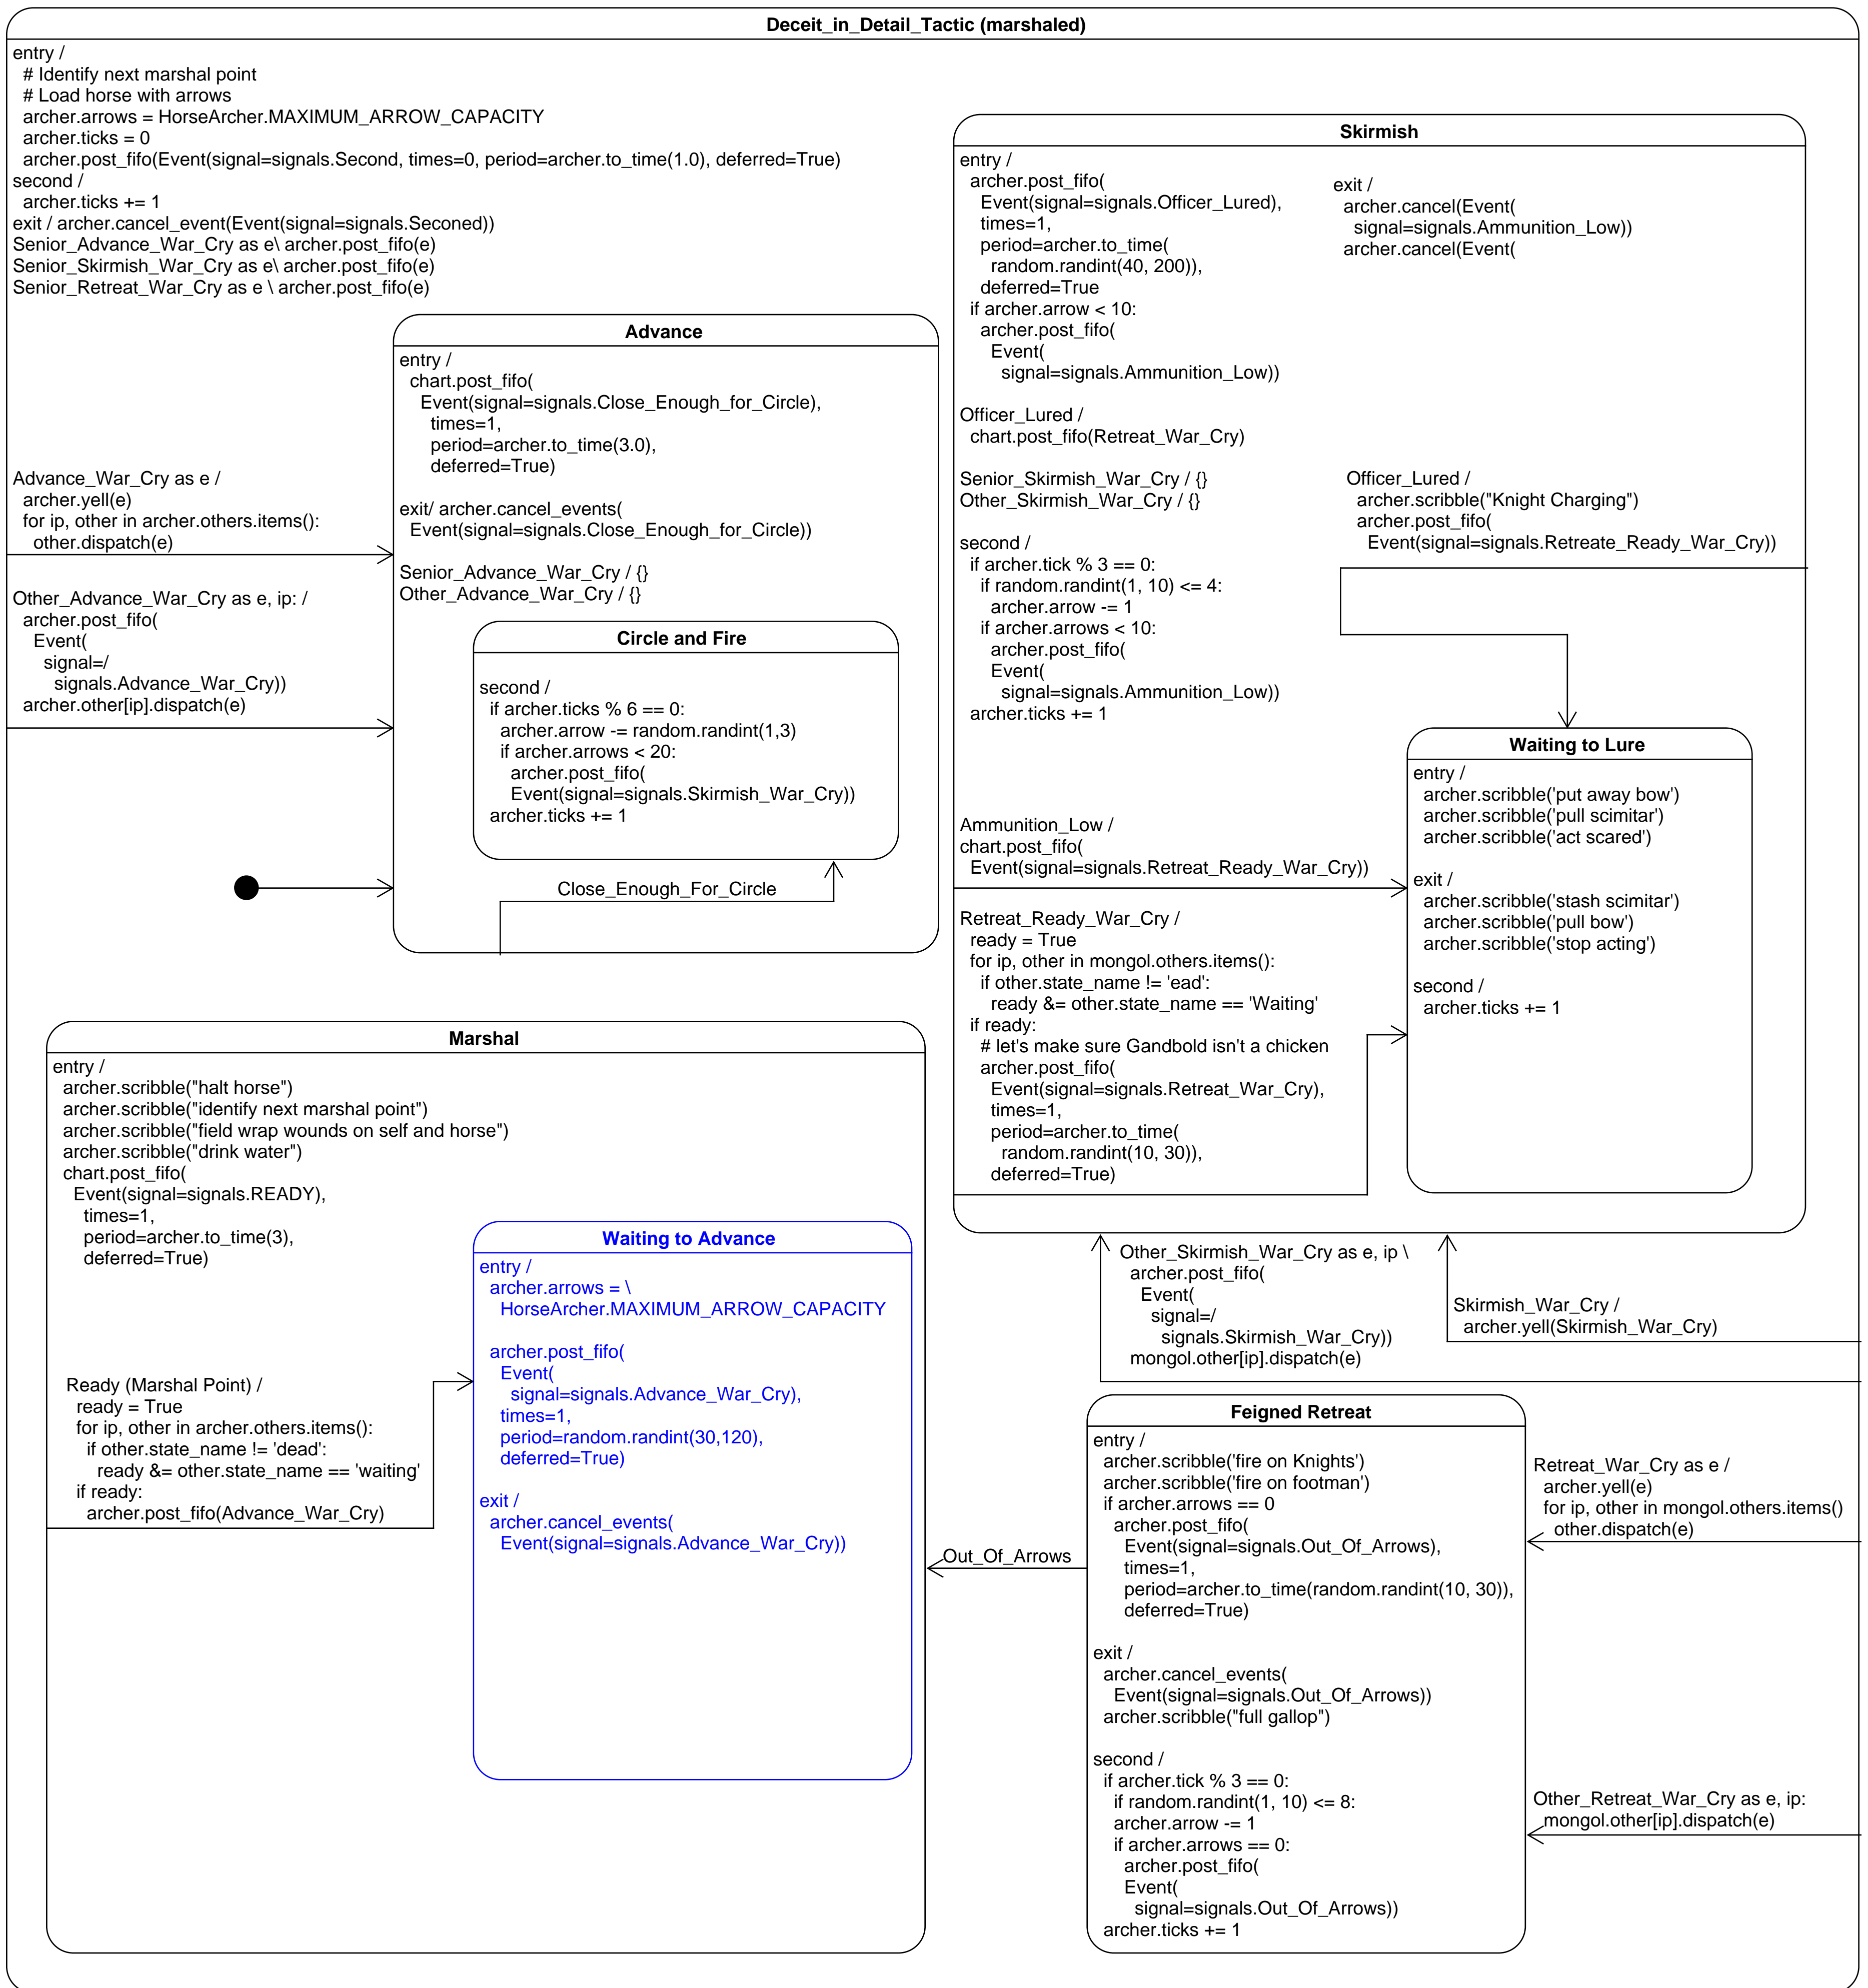 Deceit_in_Detail_Tactic (marshaled)
entry /
# Identify next marshal point
# Load horse with arrows
archer.arrows = HorseArcher.MAXIMUM_ARROW_CAPACITY
archer.ticks = 0
archer.post_fifo(Event(signal=signals.Second, times=0, period=archer.to_time(1.0), deferred=True)
second /
archer.ticks += 1
exit / archer.cancel_event(Event(signal=signals.Seconed))
Senior_Advance_War_Cry as e\ archer.post_fifo(e)
Senior_Skirmish_War_Cry as e\ archer.post_fifo(e)
Senior_Retreat_War_Cry as e \ archer.post_fifo(e)
Advance_War_Cry as e /
archer.yell(e)
for ip, other in archer.others.items():
other.dispatch(e)
Other_Advance_War_Cry as e, ip: /
archer.post_fifo(
Event(
signal=/
signals.Advance_War_Cry))
archer.other[ip].dispatch(e)
Advance
entry /
chart.post_fifo(
Event(signal=signals.Close_Enough_for_Circle),
times=1,
period=archer.to_time(3.0),
deferred=True)
exit/ archer.cancel_events(
Event(signal=signals.Close_Enough_for_Circle))
Senior_Advance_War_Cry / {}
Other_Advance_War_Cry / {}
Circle and Fire
second /
if archer.ticks % 6 == 0:
archer.arrow -= random.randint(1,3)
if archer.arrows < 20:
archer.post_fifo(
Event(signal=signals.Skirmish_War_Cry))
archer.ticks += 1
Close_Enough_For_Circle
Skirmish
entry /
archer.post_fifo(
Event(signal=signals.Officer_Lured),
times=1,
period=archer.to_time(
random.randint(40, 200)),
deferred=True
if archer.arrow < 10:
archer.post_fifo(
Event(
signal=signals.Ammunition_Low))
exit /
archer.cancel(Event(
signal=signals.Ammunition_Low))
archer.cancel(Event(
Officer_Lured /
chart.post_fifo(Retreat_War_Cry)
Senior_Skirmish_War_Cry / {}
Other_Skirmish_War_Cry / {}
second /
if archer.tick % 3 == 0:
if random.randint(1, 10) <= 4:
archer.arrow -= 1
if archer.arrows < 10:
archer.post_fifo(
Event(
signal=signals.Ammunition_Low))
archer.ticks += 1
Officer_Lured /
archer.scribble("Knight Charging")
archer.post_fifo(
Event(signal=signals.Retreate_Ready_War_Cry))
Ammunition_Low /
chart.post_fifo(
Event(signal=signals.Retreat_Ready_War_Cry))
Retreat_Ready_War_Cry /
ready = True
for ip, other in mongol.others.items():
if other.state_name != 'ead':
ready &= other.state_name == 'Waiting'
if ready:
# let's make sure Gandbold isn't a chicken
archer.post_fifo(
Event(signal=signals.Retreat_War_Cry),
times=1,
period=archer.to_time(
random.randint(10, 30)),
deferred=True)
Waiting to Lure
entry /
archer.scribble('put away bow')
archer.scribble('pull scimitar')
archer.scribble('act scared')
exit /
archer.scribble('stash scimitar')
archer.scribble('pull bow')
archer.scribble('stop acting')
second /
archer.ticks += 1
Marshal
entry /
archer.scribble("halt horse")
archer.scribble("identify next marshal point")
archer.scribble("field wrap wounds on self and horse")
archer.scribble("drink water")
chart.post_fifo(
Event(signal=signals.READY),
times=1,
period=archer.to_time(3),
deferred=True)
Ready (Marshal Point) /
ready = True
for ip, other in archer.others.items():
if other.state_name != 'dead':
ready &= other.state_name == 'waiting'
if ready:
archer.post_fifo(Advance_War_Cry)
Waiting to Advance
entry /
archer.arrows = \
HorseArcher.MAXIMUM_ARROW_CAPACITY
archer.post_fifo(
Event(
signal=signals.Advance_War_Cry),
times=1,
period=random.randint(30,120),
deferred=True)
exit /
archer.cancel_events(
Event(signal=signals.Advance_War_Cry))
Other_Skirmish_War_Cry as e, ip \
archer.post_fifo(
Event(
signal=/
signals.Skirmish_War_Cry))
mongol.other[ip].dispatch(e)
Skirmish_War_Cry /
archer.yell(Skirmish_War_Cry)
Out_Of_Arrows
Feigned Retreat
entry /
archer.scribble('fire on Knights')
archer.scribble('fire on footman')
if archer.arrows == 0
archer.post_fifo(
Event(signal=signals.Out_Of_Arrows),
times=1,
period=archer.to_time(random.randint(10, 30)),
deferred=True)
exit /
archer.cancel_events(
Event(signal=signals.Out_Of_Arrows))
archer.scribble("full gallop")
second /
if archer.tick % 3 == 0:
if random.randint(1, 10) <= 8:
archer.arrow -= 1
if archer.arrows == 0:
archer.post_fifo(
Event(
signal=signals.Out_Of_Arrows))
archer.ticks += 1
Retreat_War_Cry as e /
archer.yell(e)
for ip, other in mongol.others.items()
other.dispatch(e)
Other_Retreat_War_Cry as e, ip:
mongol.other[ip].dispatch(e)